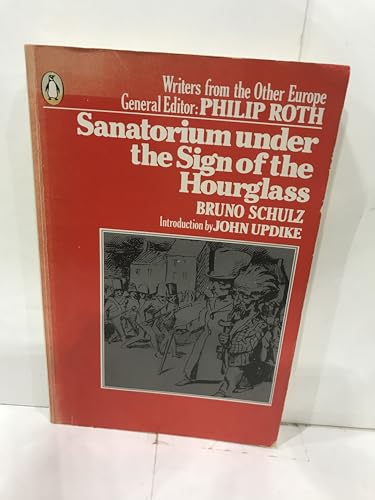 Writers from the Other Europe
General Editor: PHILIP ROTH
Sanatorium under
the Sign of the
Hourglass
BRUNO SCHULZ
Introduction by JOHN UPDIKE